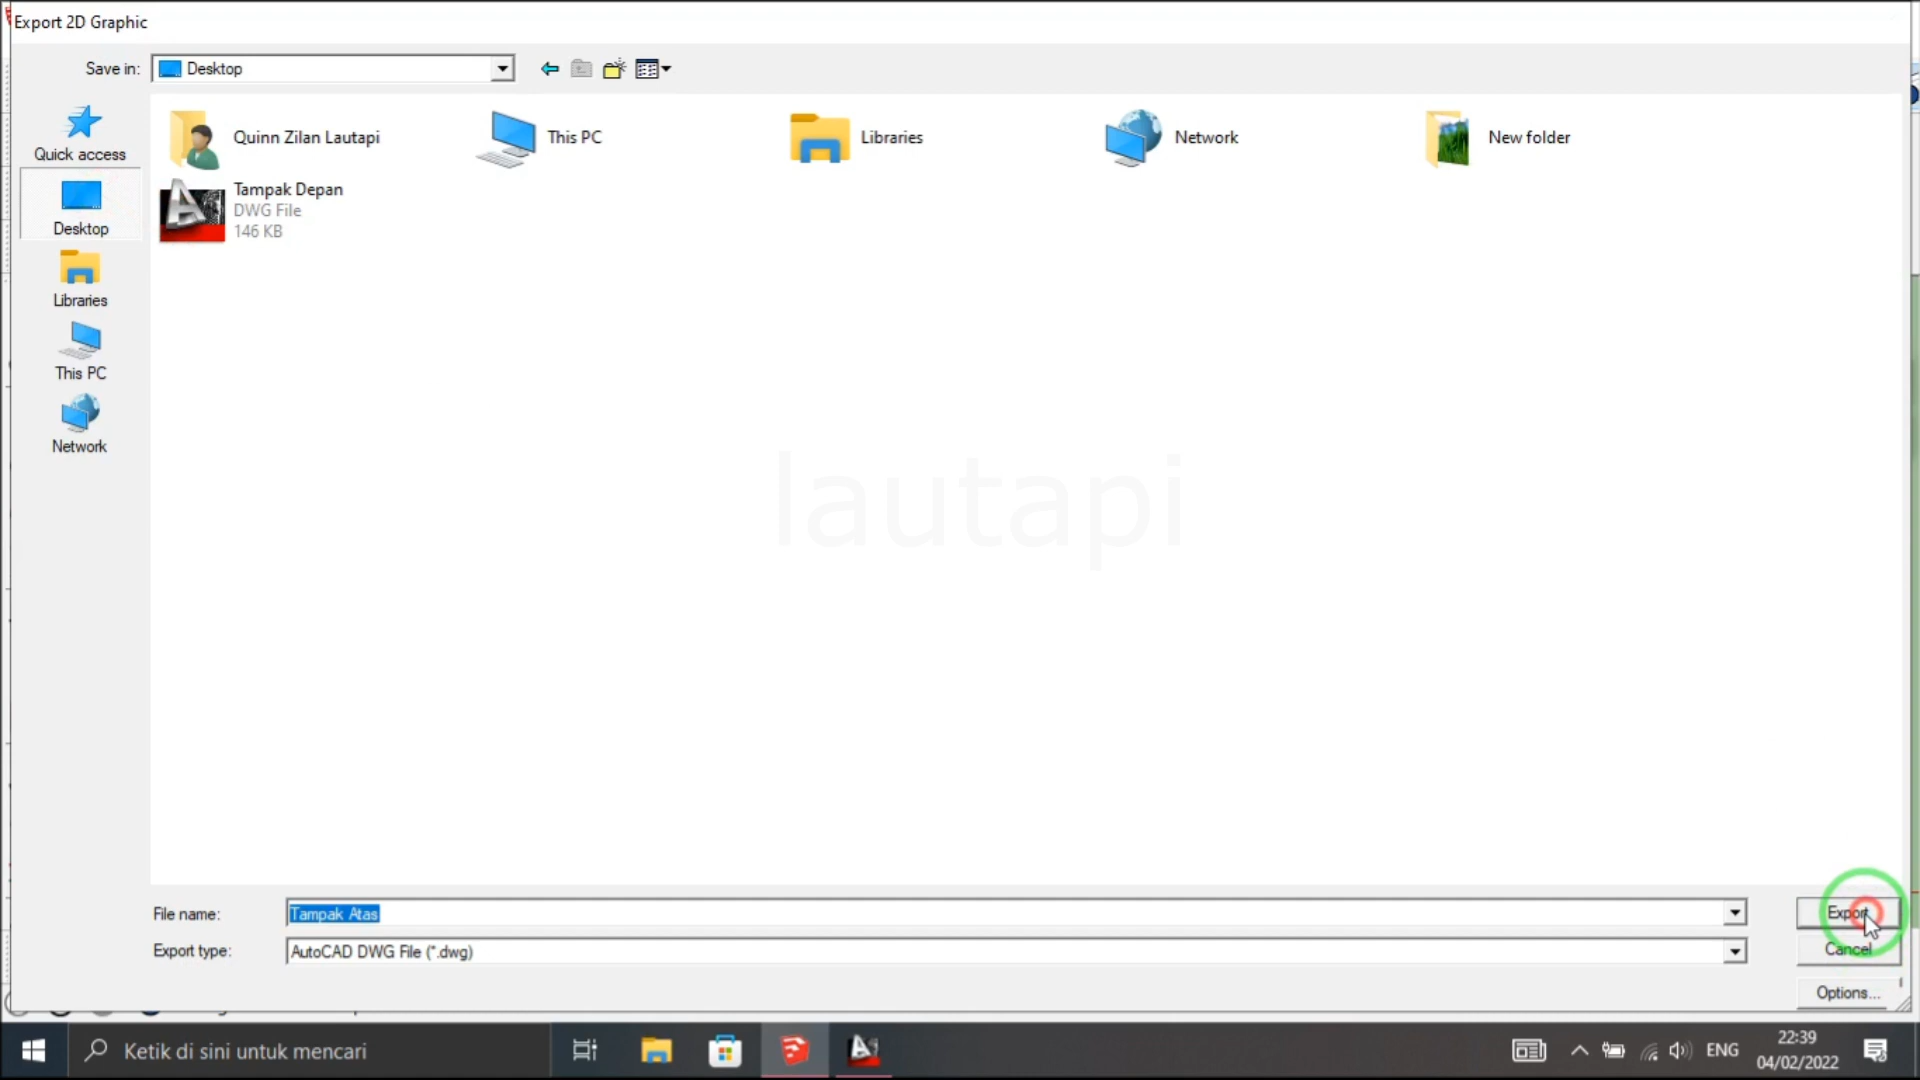 Export 2D Graphic
Save in:
Desktop
Quick access
Desktop
Libraries
This PC
Network
Quinn Zilan Lautapi
This PC
Libraries
Network
New folder
Tampak Depan
DWG File
146 KB
lautapi
File name:
Tampak Atas
Export
Export type:
AutoCAD DWG File (*.dwg)
Cancel
Options...
Ketik di sini untuk mencari
ENG
22:39
04/02/2022